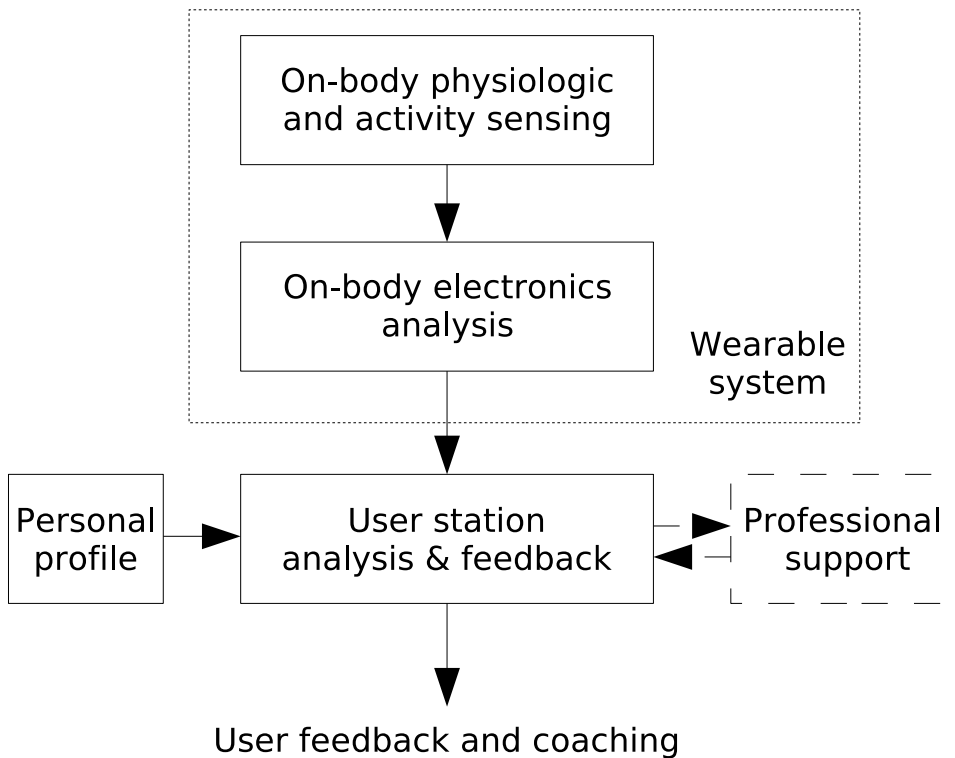 On-body physiologic
and activity sensing
On-body electronics
analysis
Wearable
system
Personal
profile
User station
analysis & feedback
Professional
support
User feedback and coaching